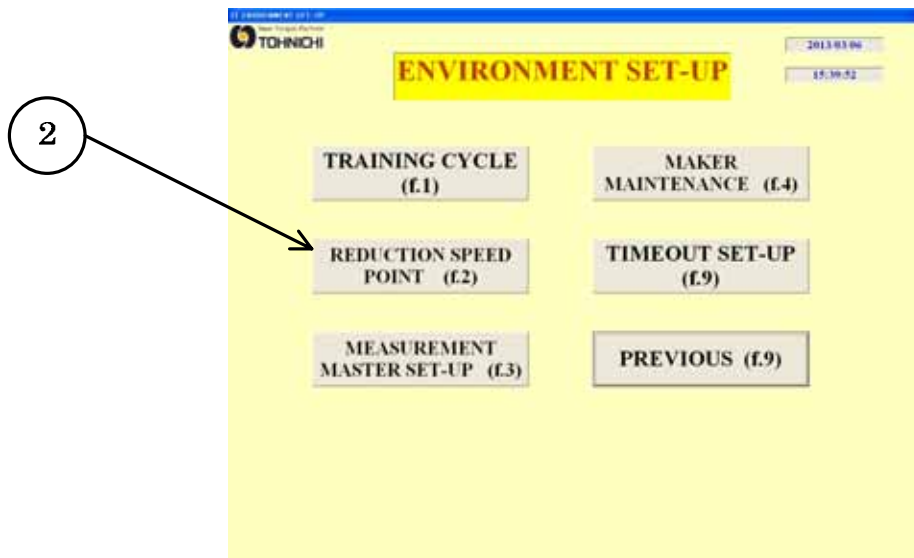 TOHNICHI
ENVIRONMENT SET-UP
2013/03/06
15:39:52
2
TRAINING CYCLE
(f.1)
MAKER
MAINTENANCE (f.4)
REDUCTION SPEED
POINT (f.2)
TIMEOUT SET-UP
(f.9)
MEASUREMENT
MASTER SET-UP (f.3)
PREVIOUS (f.9)